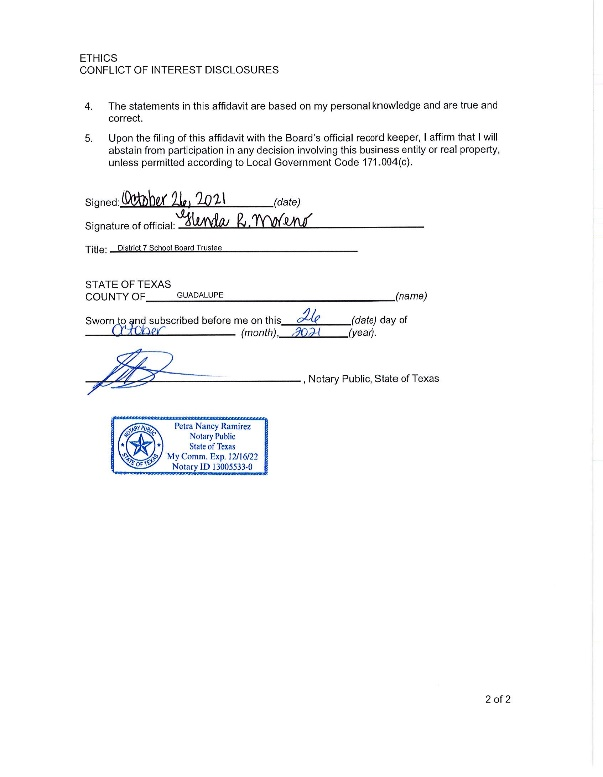 ETHICS
CONFLICT OF INTEREST DISCLOSURES
4. The statements in this affidavit are based on my personal knowledge and are true and
correct.
5. Upon the filing of this affidavit with the Board's official record keeper, I affirm that I will
abstain from participation in any decision involving this business entity or real property,
unless permitted according to Local Government Code 171.004(c).
Signed: October 26, 2021 (date)
Signature of official: Glenda R. Moreno
Title: District 7 School Board Trustee
STATE OF TEXAS
COUNTY OF GUADALUPE (name)
Sworn to and subscribed before me on this 26 (date) day of
October (month), 2021 (year).
, Notary Public, State of Texas
NOTARY PUBLIC
STATE OF TEXAS
Petra Nancy Ramirez
Notary Public
State of Texas
My Comm. Exp. 12/16/22
Notary ID 13005533-0
2 of 2